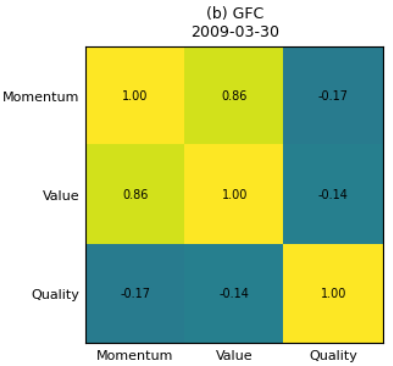 (b) GFC
2009-03-30
Momentum 1.00 0.86 -0.17
Value 0.86 1.00 -0.14
Quality -0.17 -0.14 1.00
Momentum Value Quality